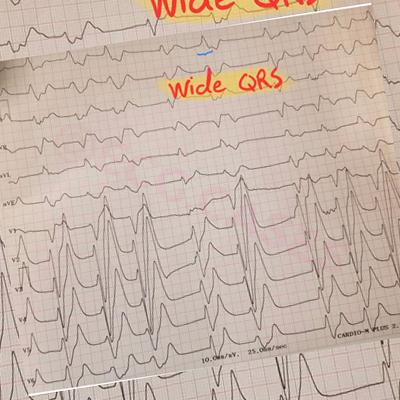 Wide QRS
Wide QRS
aVR
aVL
aVF
V1
V2
V3
V4
V5
V6
10.0mm/mV. 25.0mm/sec
CARDIO-M PLUS 2.